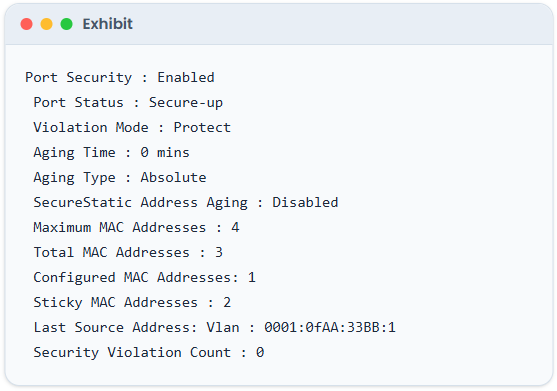 Exhibit
Port Security : Enabled
Port Status : Secure-up
Violation Mode : Protect
Aging Time : 0 mins
Aging Type : Absolute
SecureStatic Address Aging : Disabled
Maximum MAC Addresses : 4
Total MAC Addresses : 3
Configured MAC Addresses: 1
Sticky MAC Addresses : 2
Last Source Address: Vlan : 0001:0fAA:33BB:1
Security Violation Count : 0